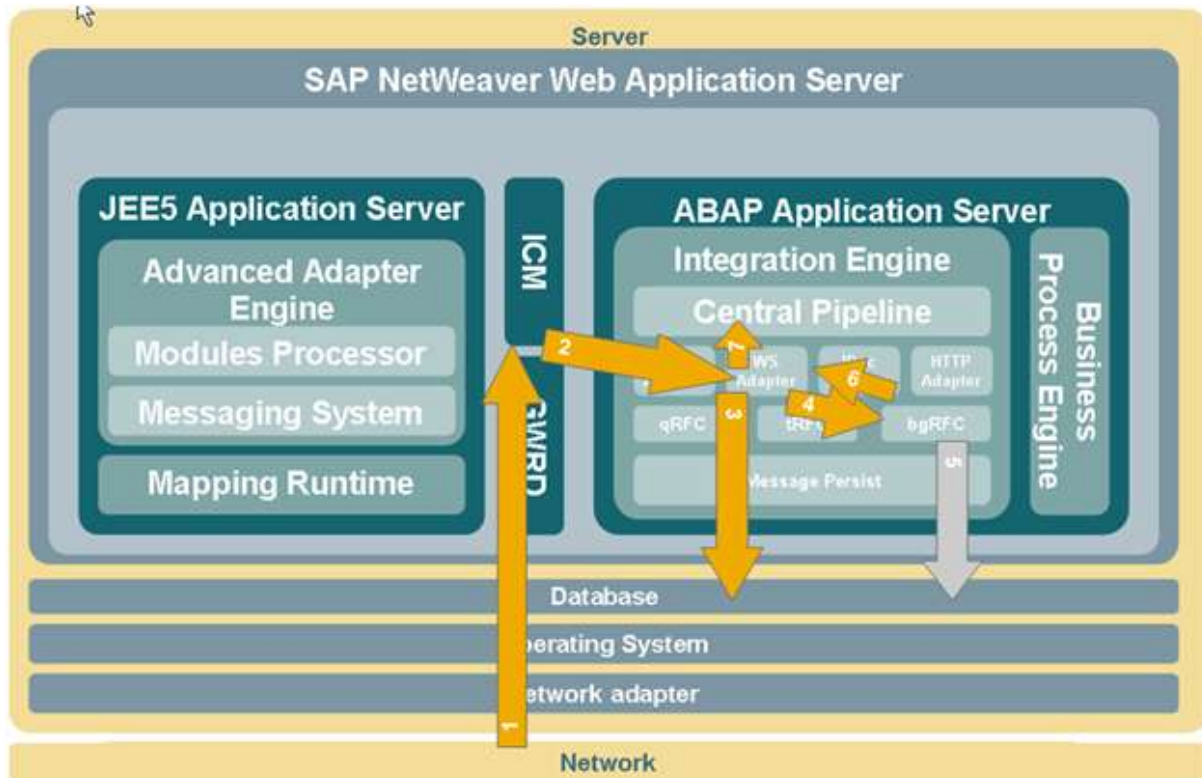 Server
SAP NetWeaver Web Application Server
JEE5 Application Server
Advanced Adapter
Engine
Modules Processor
Messaging System
Mapping Runtime
ICM
GWRD
ABAP Application Server
Integration Engine
Central Pipeline
WS
Adapter
HTTP
Adapter
qRFC
tRFC
bgRFC
Message Persist
Business
Process Engine
1
2
3
4
5
6
7
Database
perating System
etwork adapter
Network